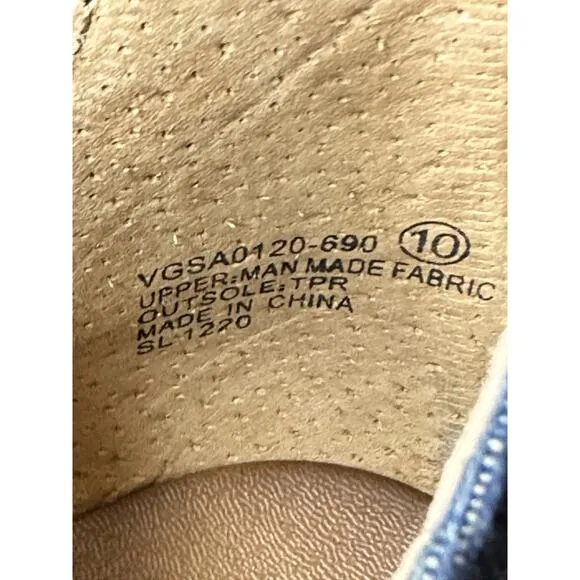 VGSA0120-690 10
UPPER: MAN MADE FABRIC
OUTSOLE: TPR
MADE IN CHINA
SL-1220